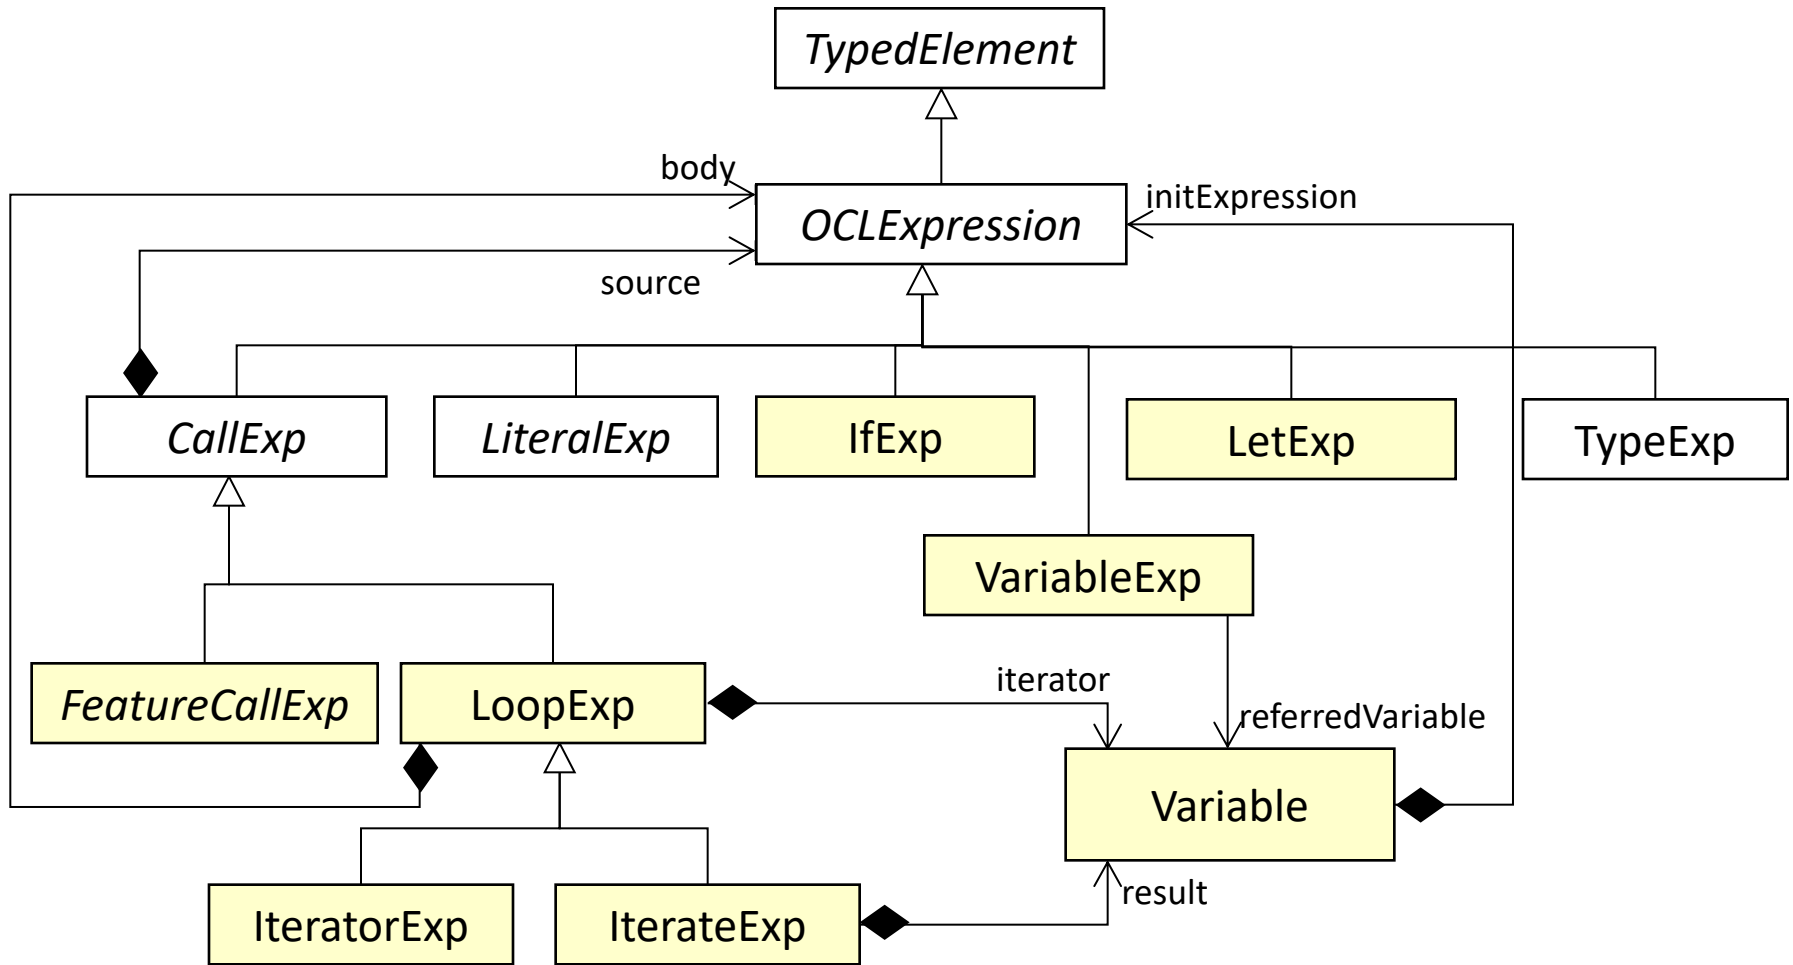 TypedElement
body
OCLExpression
initExpression
source
CallExp
LiteralExp
IfExp
LetExp
TypeExp
VariableExp
FeatureCallExp
LoopExp
iterator
referredVariable
Variable
result
IteratorExp
IterateExp